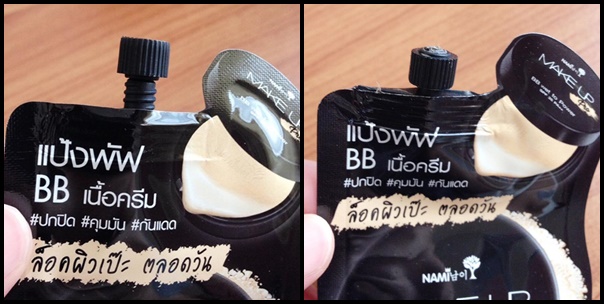 MAKE UP
แป้งพัฟ
BB เนื้อครีม
#ปกปิด #คุมมัน #กันแดด
ล็อคผิวเป๊ะ ตลอดวัน
NAMI
MAKE UP
แป้งพัฟ
BB เนื้อครีม
#ปกปิด #คุมมัน #กันแดด
ล็อคผิวเป๊ะ ตลอดวัน
NAMI 남이